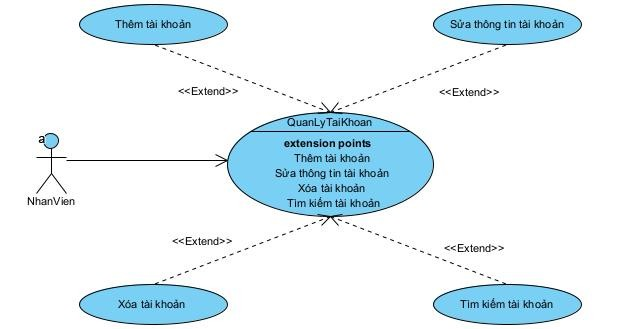 Thêm tài khoản
Sửa thông tin tài khoản
<<Extend>>
<<Extend>>
QuanLyTaiKhoan
extension points
Thêm tài khoản
Sửa thông tin tài khoản
Xóa tài khoản
Tìm kiếm tài khoản
a
NhanVien
<<Extend>>
<<Extend>>
Xóa tài khoản
Tìm kiếm tài khoản